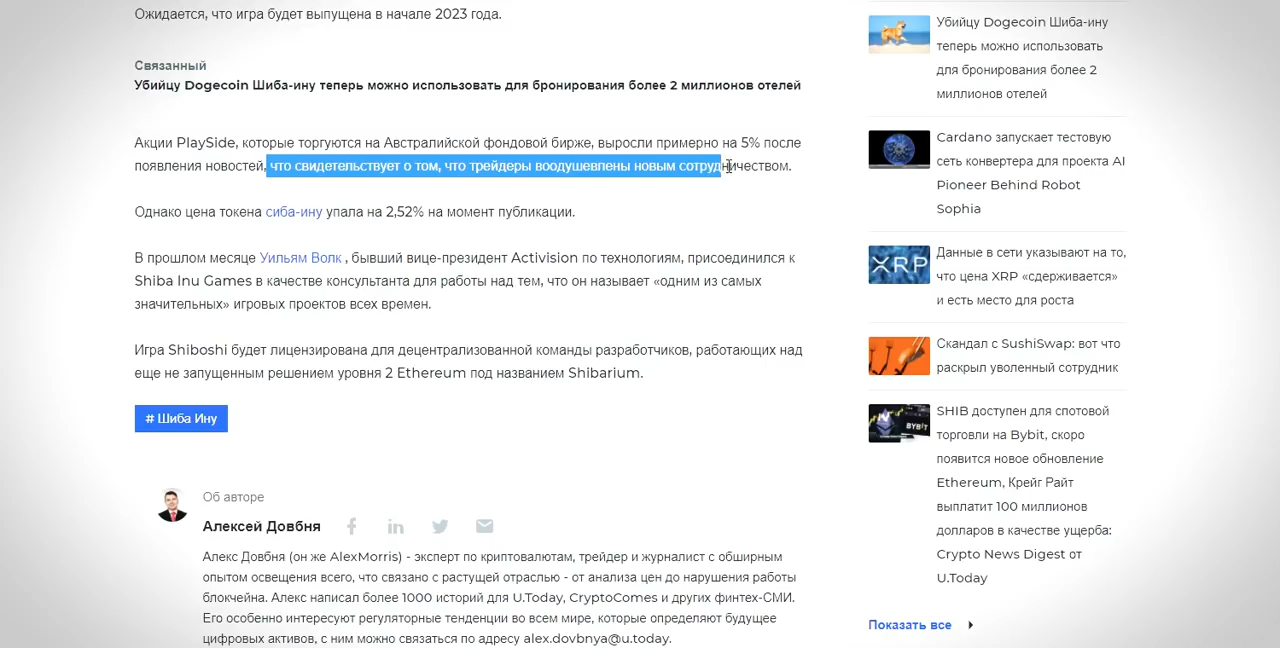 Ожидается, что игра будет выпущена в начале 2023 года.
Связанный
Убийцу Dogecoin Шиба-ину теперь можно использовать для бронирования более 2 миллионов отелей
Акции PlaySide, которые торгуются на Австралийской фондовой бирже, выросли примерно на 5% после
появления новостей, что свидетельствует о том, что трейдеры воодушевлены новым сотрудничеством.
Однако цена токена сиба-ину упала на 2,52% на момент публикации.
В прошлом месяце Уильям Волк , бывший вице-президент Activision по технологиям, присоединился к
Shiba Inu Games в качестве консультанта для работы над тем, что он называет «одним из самых
значительных» игровых проектов всех времен.
Игра Shiboshi будет лицензирована для децентрализованной команды разработчиков, работающих над
еще не запущенным решением уровня 2 Ethereum под названием Shibarium.
# Шиба Ину
Об авторе
Алексей Довбня
Алекс Довбня (он же AlexMorris) - эксперт по криптовалютам, трейдер и журналист с обширным
опытом освещения всего, что связано с растущей отраслью - от анализа цен до нарушения работы
блокчейна. Алекс написал более 1000 историй для U.Today, CryptoComes и других финтех-СМИ.
Его особенно интересуют регуляторные тенденции во всем мире, которые определяют будущее
цифровых активов, с ним можно связаться по адресу alex.dovbnya@u.today.
Убийцу Dogecoin Шиба-ину
теперь можно использовать
для бронирования более 2
миллионов отелей
Cardano запускает тестовую
сеть конвертера для проекта AI
Pioneer Behind Robot
Sophia
XRP
Данные в сети указывают на то,
что цена XRP «сдерживается»
и есть место для роста
Скандал с SushiSwap: вот что
раскрыл уволенный сотрудник
BYBIT
SHIB доступен для спотовой
торговли на Bybit, скоро
появится новое обновление
Ethereum, Крейг Райт
выплатит 100 миллионов
долларов в качестве ущерба:
Crypto News Digest от
U.Today
Показать все